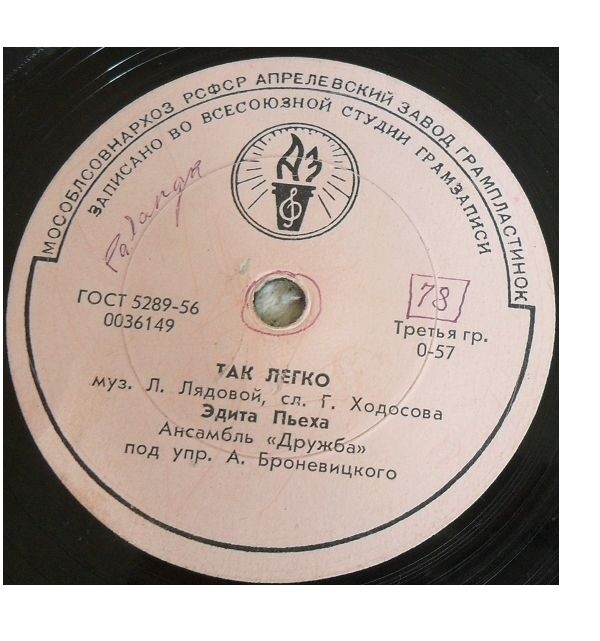 МОСОБЛСОВНАРХОЗ РСФСР АПРЕЛЕВСКИЙ ЗАВОД ГРАМПЛАСТИНОК
ЗАПИСАНО ВО ВСЕСОЮЗНОЙ СТУДИИ ГРАМЗАПИСИ
АЗ
Palanga
ГОСТ 5289-56
0036149
78
Третья гр.
0-57
ТАК ЛЕГКО
муз. Л. Лядовой, сл. Г. Ходосова
Эдита Пьеха
Ансамбль «Дружба»
под упр. А. Броневицкого